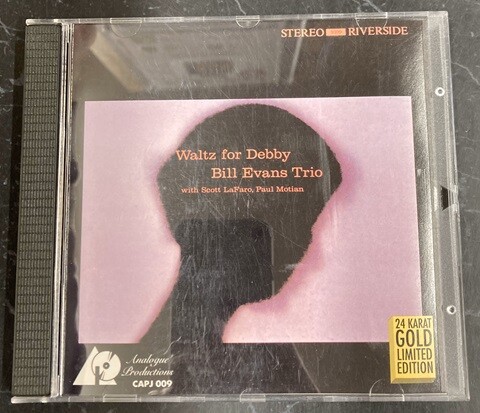 STEREO RIVERSIDE
Waltz for Debby
Bill Evans Trio
with Scott LaFaro, Paul Motian
24 KARAT
GOLD
LIMITED
EDITION
Analogue
Productions
CAPJ 009